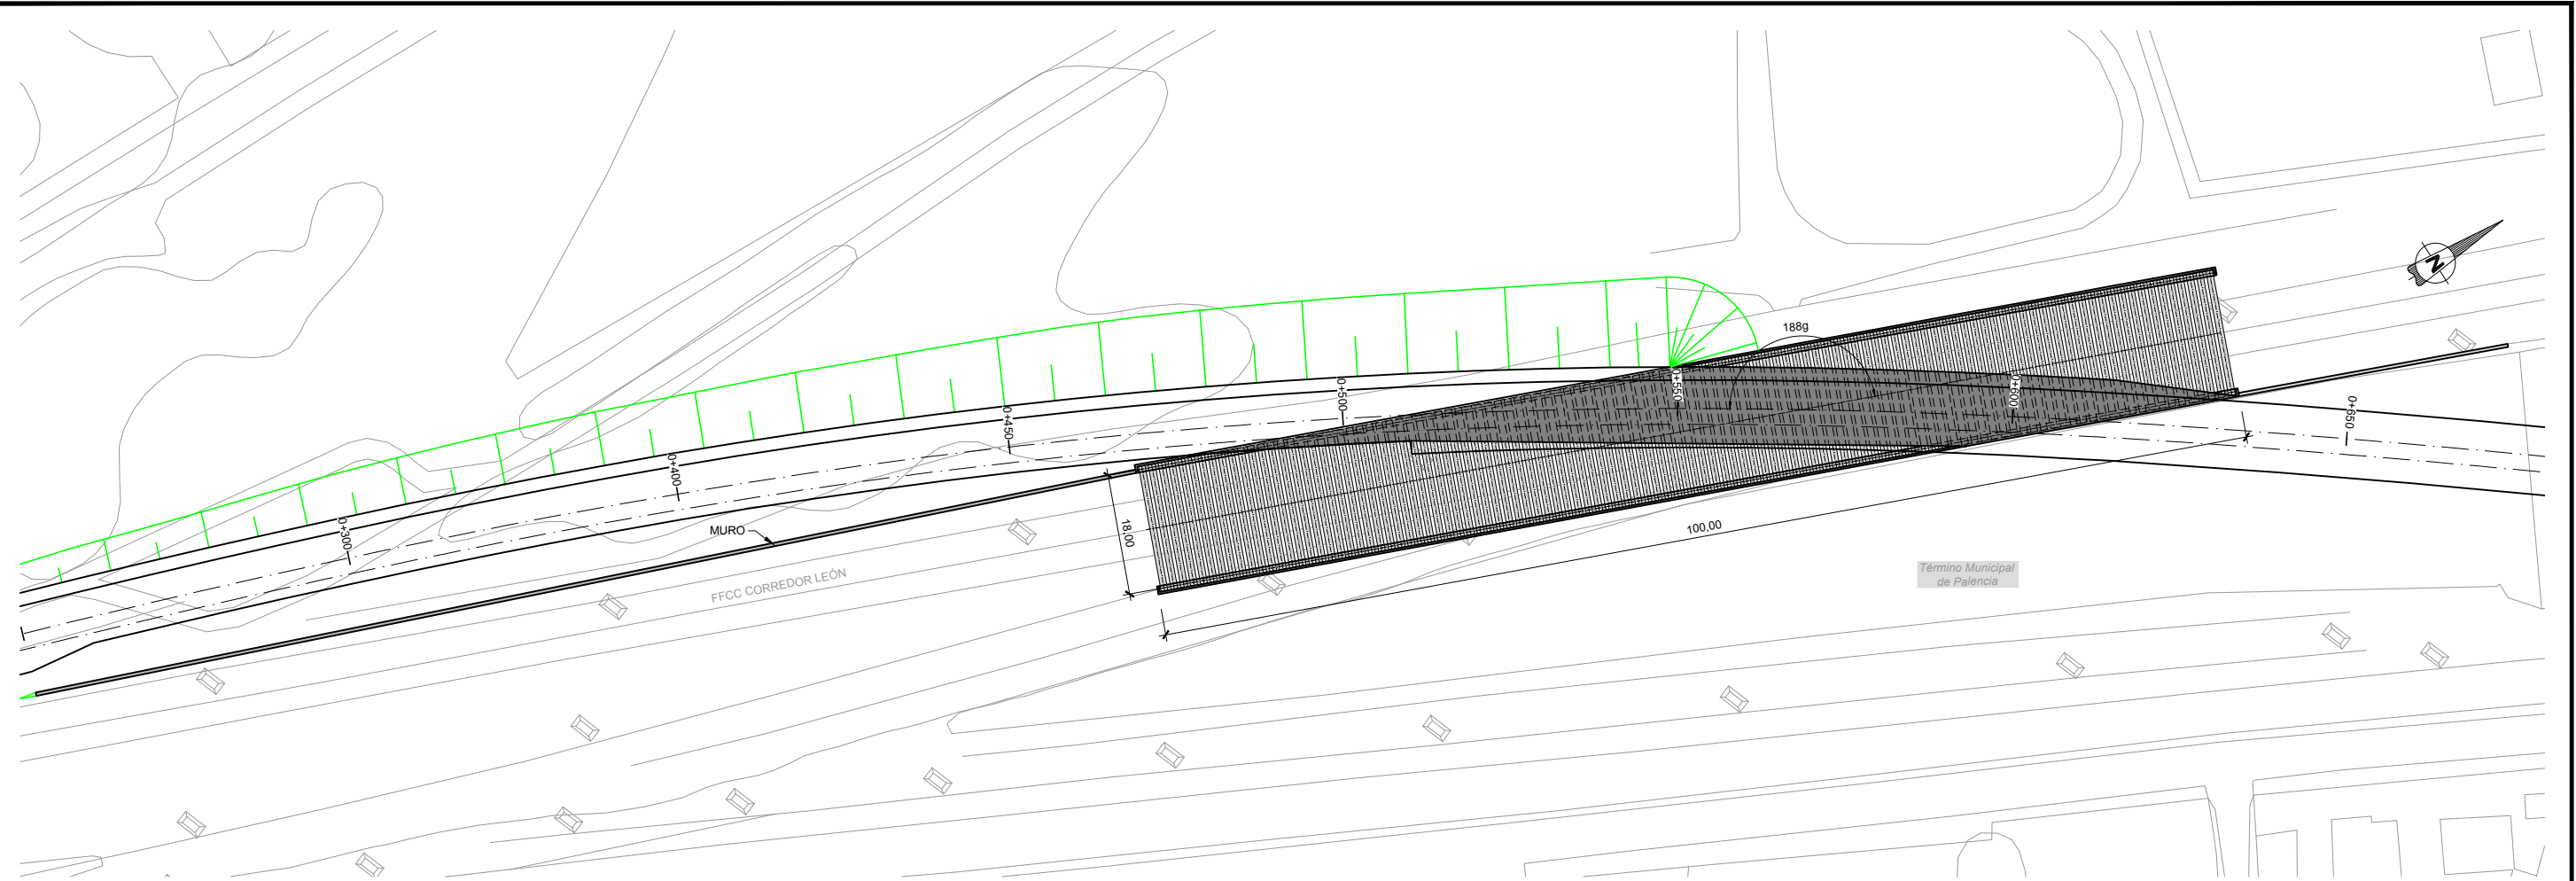 N
188g
0+300
0+400
0+450
0+500
0+550
0+600
0+650
MURO
18,00
100,00
FFCC CORREDOR LEÓN
Término Municipal
de Palencia